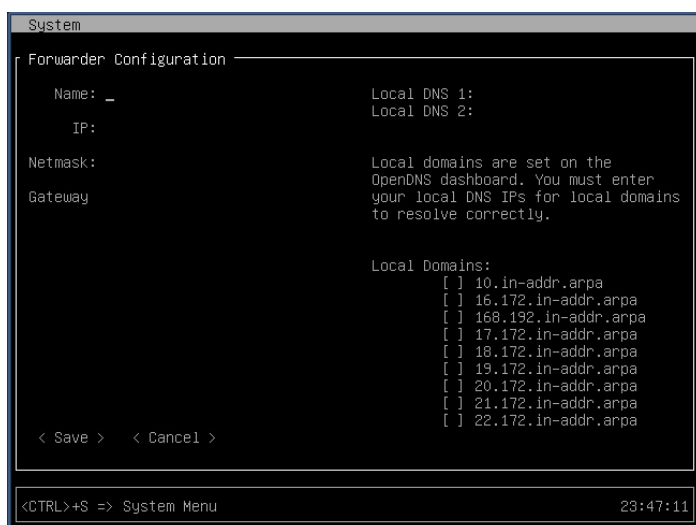 System
Forwarder Configuration
Name: _
IP:
Netmask:
Gateway
Local DNS 1:
Local DNS 2:
Local domains are set on the
OpenDNS dashboard. You must enter
your local DNS IPs for local domains
to resolve correctly.
Local Domains:
[ ] 10.in-addr.arpa
[ ] 16.172.in-addr.arpa
[ ] 168.192.in-addr.arpa
[ ] 17.172.in-addr.arpa
[ ] 18.172.in-addr.arpa
[ ] 19.172.in-addr.arpa
[ ] 20.172.in-addr.arpa
[ ] 21.172.in-addr.arpa
[ ] 22.172.in-addr.arpa
< Save > < Cancel >
<CTRL>+S => System Menu 23:47:11